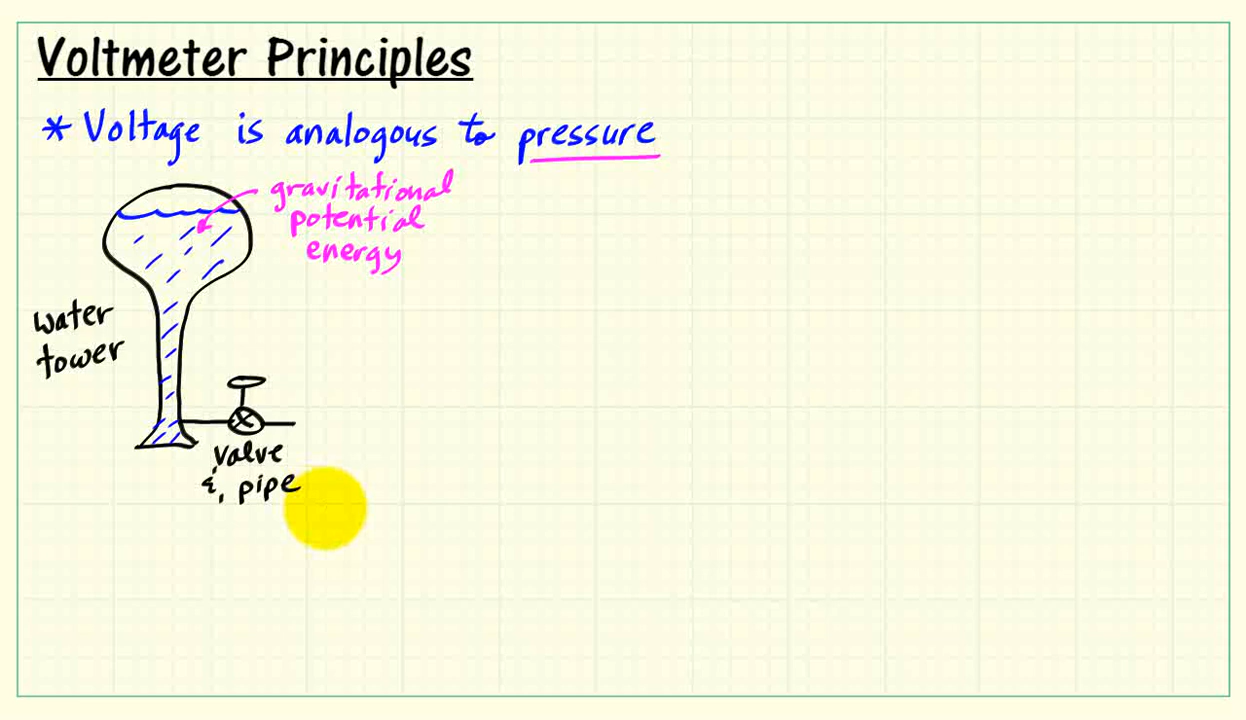 Voltmeter Principles
* Voltage is analogous to pressure
gravitational
potential
energy
water
tower
valve
&, pipe